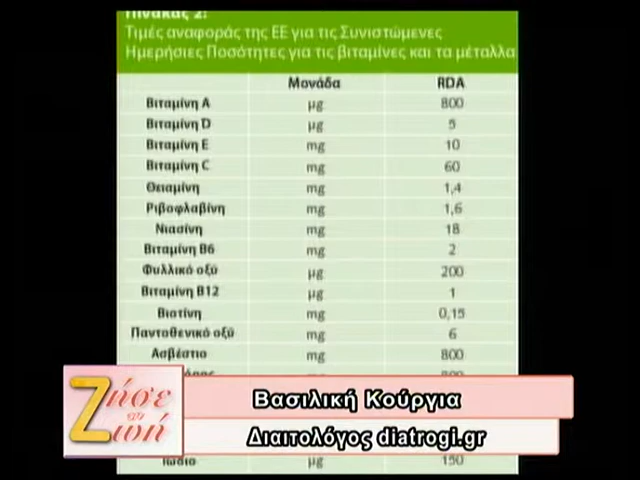 Πίνακας 2:
Τιμές αναφοράς της ΕΕ για τις Συνιστώμενες
Ημερήσιες Ποσότητες για τις βιταμίνες και τα μέταλλα
Μονάδα RDA
Βιταμίνη A μg 800
Βιταμίνη D μg 5
Βιταμίνη E mg 10
Βιταμίνη C mg 60
Θειαμίνη mg 1,4
Ριβοφλαβίνη mg 1,6
Νιασίνη mg 18
Βιταμίνη B6 mg 2
Φυλλικό οξύ μg 200
Βιταμίνη B12 μg 1
Βιοτίνη mg 0,15
Παντοθενικό οξύ mg 6
Ασβέστιο mg 800
Ζήσε
τη
Ζωή
Βασιλική Κούργια
Διαιτολόγος diatrogi.gr
Ιώδιο μg 150